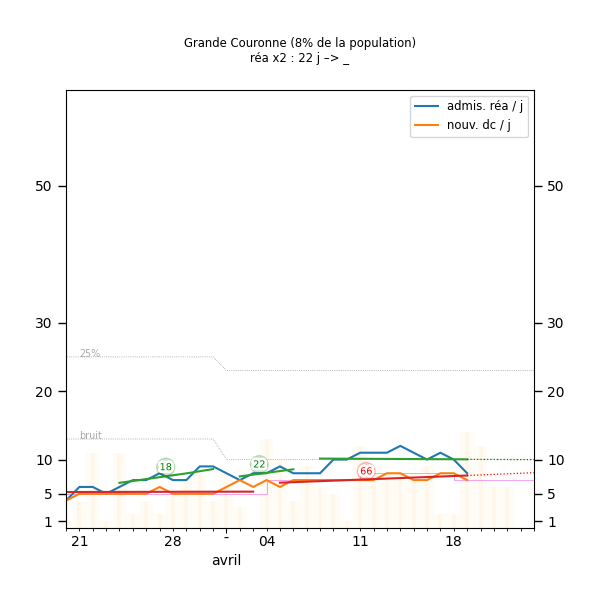 Grande Couronne (8% de la population)
réa x2 : 22 j –> _
admis. réa / j
nouv. dc / j
50 50
30 30
25%
20 20
bruit
10 10
18 22 66
5 5
1 1
21 28 - 04 11 18
avril